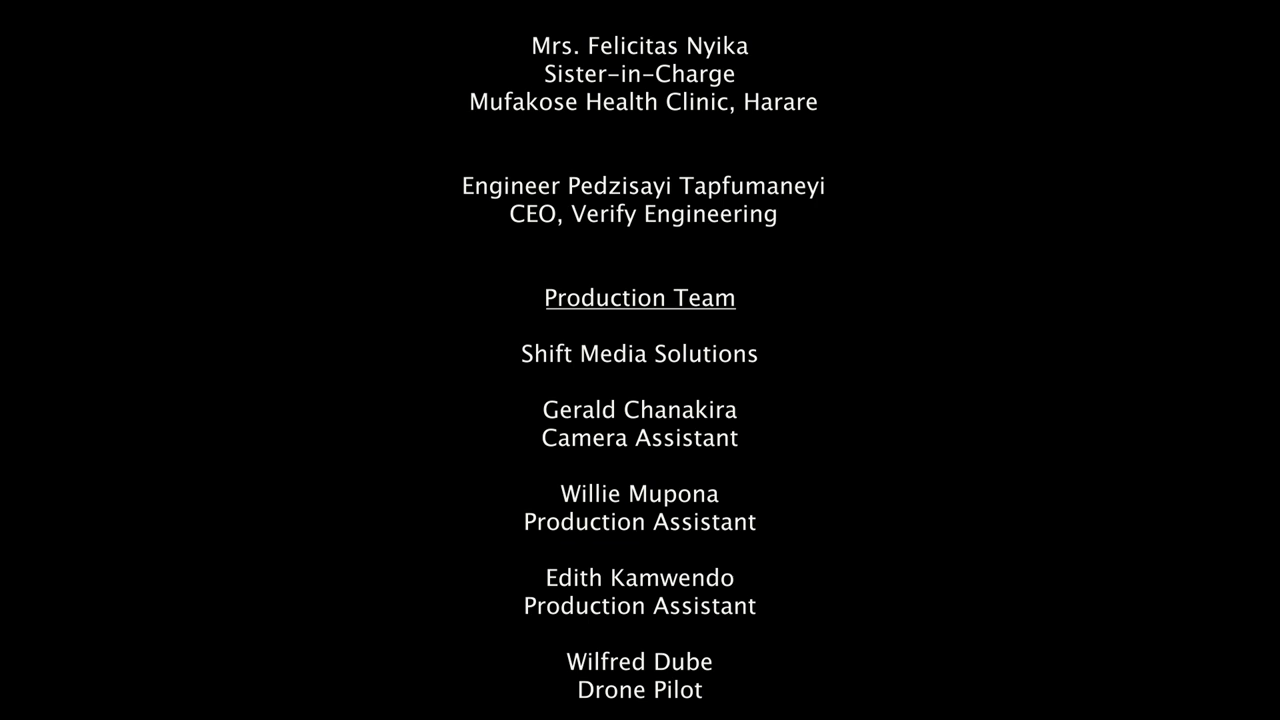 Mrs. Felicitas Nyika
Sister-in-Charge
Mufakose Health Clinic, Harare
Engineer Pedzisayi Tapfumaneyi
CEO, Verify Engineering
Production Team
Shift Media Solutions
Gerald Chanakira
Camera Assistant
Willie Mupona
Production Assistant
Edith Kamwendo
Production Assistant
Wilfred Dube
Drone Pilot